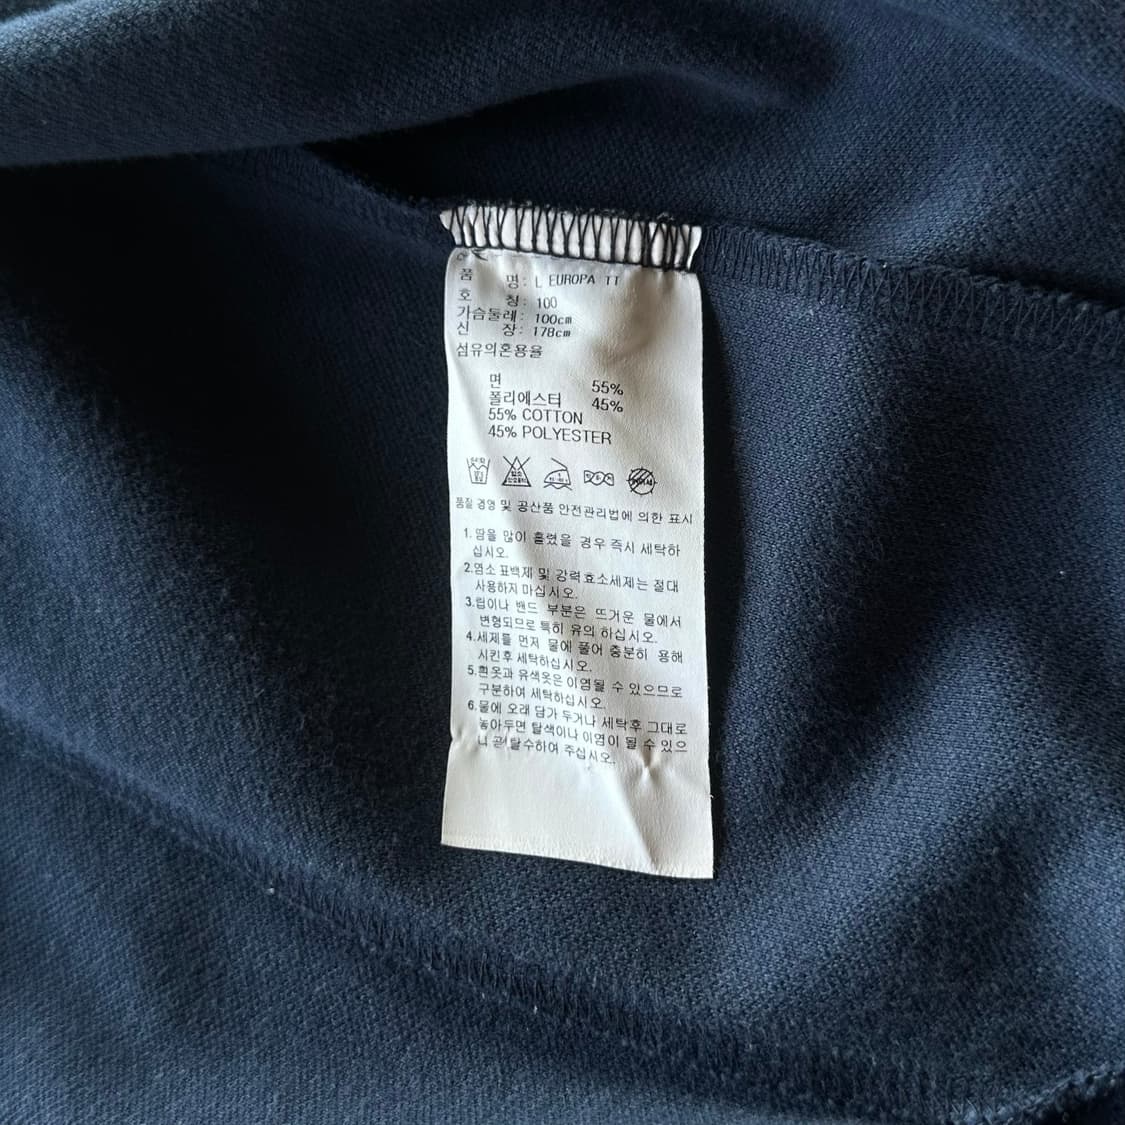 품 명: L EUROPA TT
호 칭: 100
가슴둘레: 100cm
신 장: 178cm
섬유의혼용율
면 55%
폴리에스터 45%
55% COTTON
45% POLYESTER
품질 경영 및 공산품 안전관리법에 의한 표시
1. 땀을 많이 흘렸을 경우 즉시 세탁하
십시오.
2.염소 표백제 및 강력효소세제는 절대
사용하지 마십시오.
3.립이나 밴드 부분은 뜨거운 물에서
변형되므로 특히 유의 하십시오.
4.세제를 먼저 물에 풀어 충분히 용해
시킨후 세탁하십시오.
5.흰옷과 유색옷은 이염될 수 있으므로
구분하여 세탁하십시오.
6.물에 오래 담가 두거나 세탁후 그대로
놓아두면 탈색이나 이염이 될 수 있으
니 곧 탈수하여 주십시오.